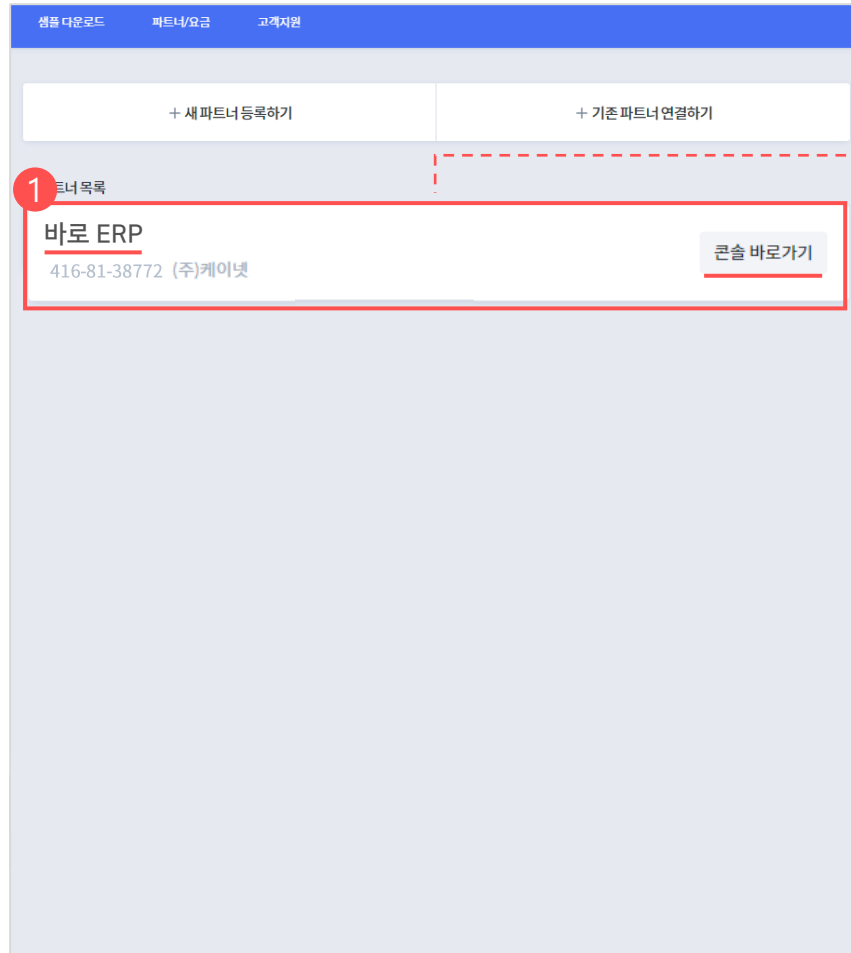 샘플 다운로드 파트너/요금 고객지원
+ 새 파트너 등록하기 + 기존 파트너 연결하기
1 트너 목록
바로 ERP
콘솔 바로가기
416-81-38772 (주)케이넷